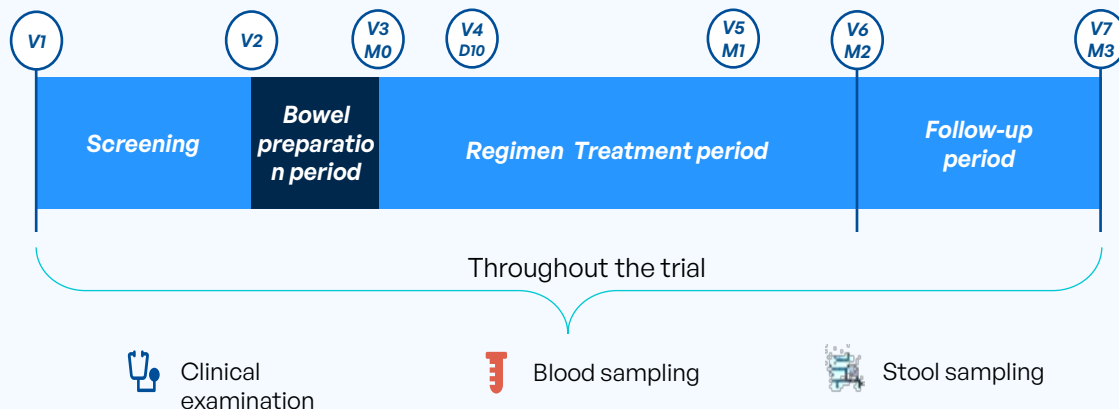 V1
V2
V3
M0
V4
D10
V5
M1
V6
M2
V7
M3
Screening
Bowel
preparatio
n period
Regimen Treatment period
Follow-up
period
Throughout the trial
Clinical
examination
Blood sampling
Stool sampling